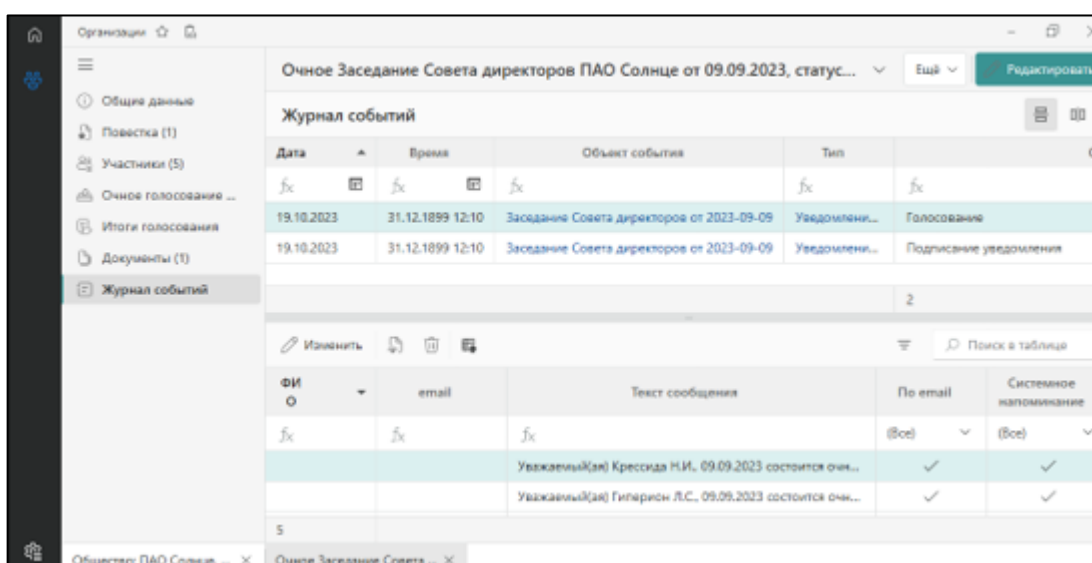 Организации
Очное Заседание Совета директоров ПАО Солнце от 09.09.2023, статус...
Ещё
Редактировать
Общие данные
Повестка (1)
Участники (5)
Очное голосование ...
Итоги голосования
Документы (1)
Журнал событий
Журнал событий
Дата Время Объект события Тип
19.10.2023 31.12.1899 12:10 Заседание Совета директоров от 2023-09-09 Уведомлени... Голосование
19.10.2023 31.12.1899 12:10 Заседание Совета директоров от 2023-09-09 Уведомлени... Подписание уведомления
2
Изменить
Поиск в таблице
ФИ
О
email
Текст сообщения
По email
Системное
напоминание
(Все) (Все)
Уважаемый(ая) Крессида Н.И., 09.09.2023 состоится очн...
Уважаемый(ая) Гиперион Л.С., 09.09.2023 состоится очн...
5
Общество: ПАО Солнце, ...
Очное Заседание Совета ...